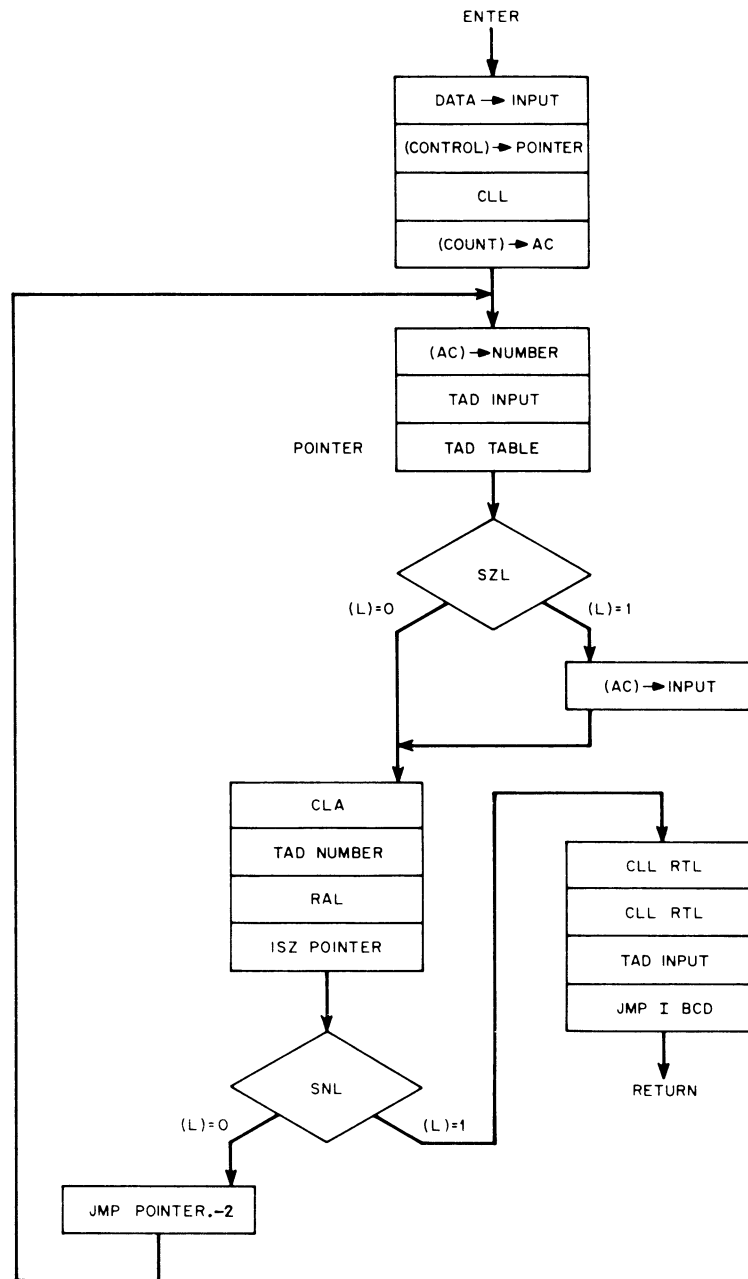 ENTER
DATA → INPUT
(CONTROL) → POINTER
CLL
(COUNT) → AC
(AC) → NUMBER
TAD INPUT
POINTER TAD TABLE
SZL
(L)=0 (L)=1
(AC) → INPUT
CLA
TAD NUMBER
RAL
ISZ POINTER
CLL RTL
CLL RTL
TAD INPUT
JMP I BCD
RETURN
SNL
(L)=0 (L)=1
JMP POINTER.-2